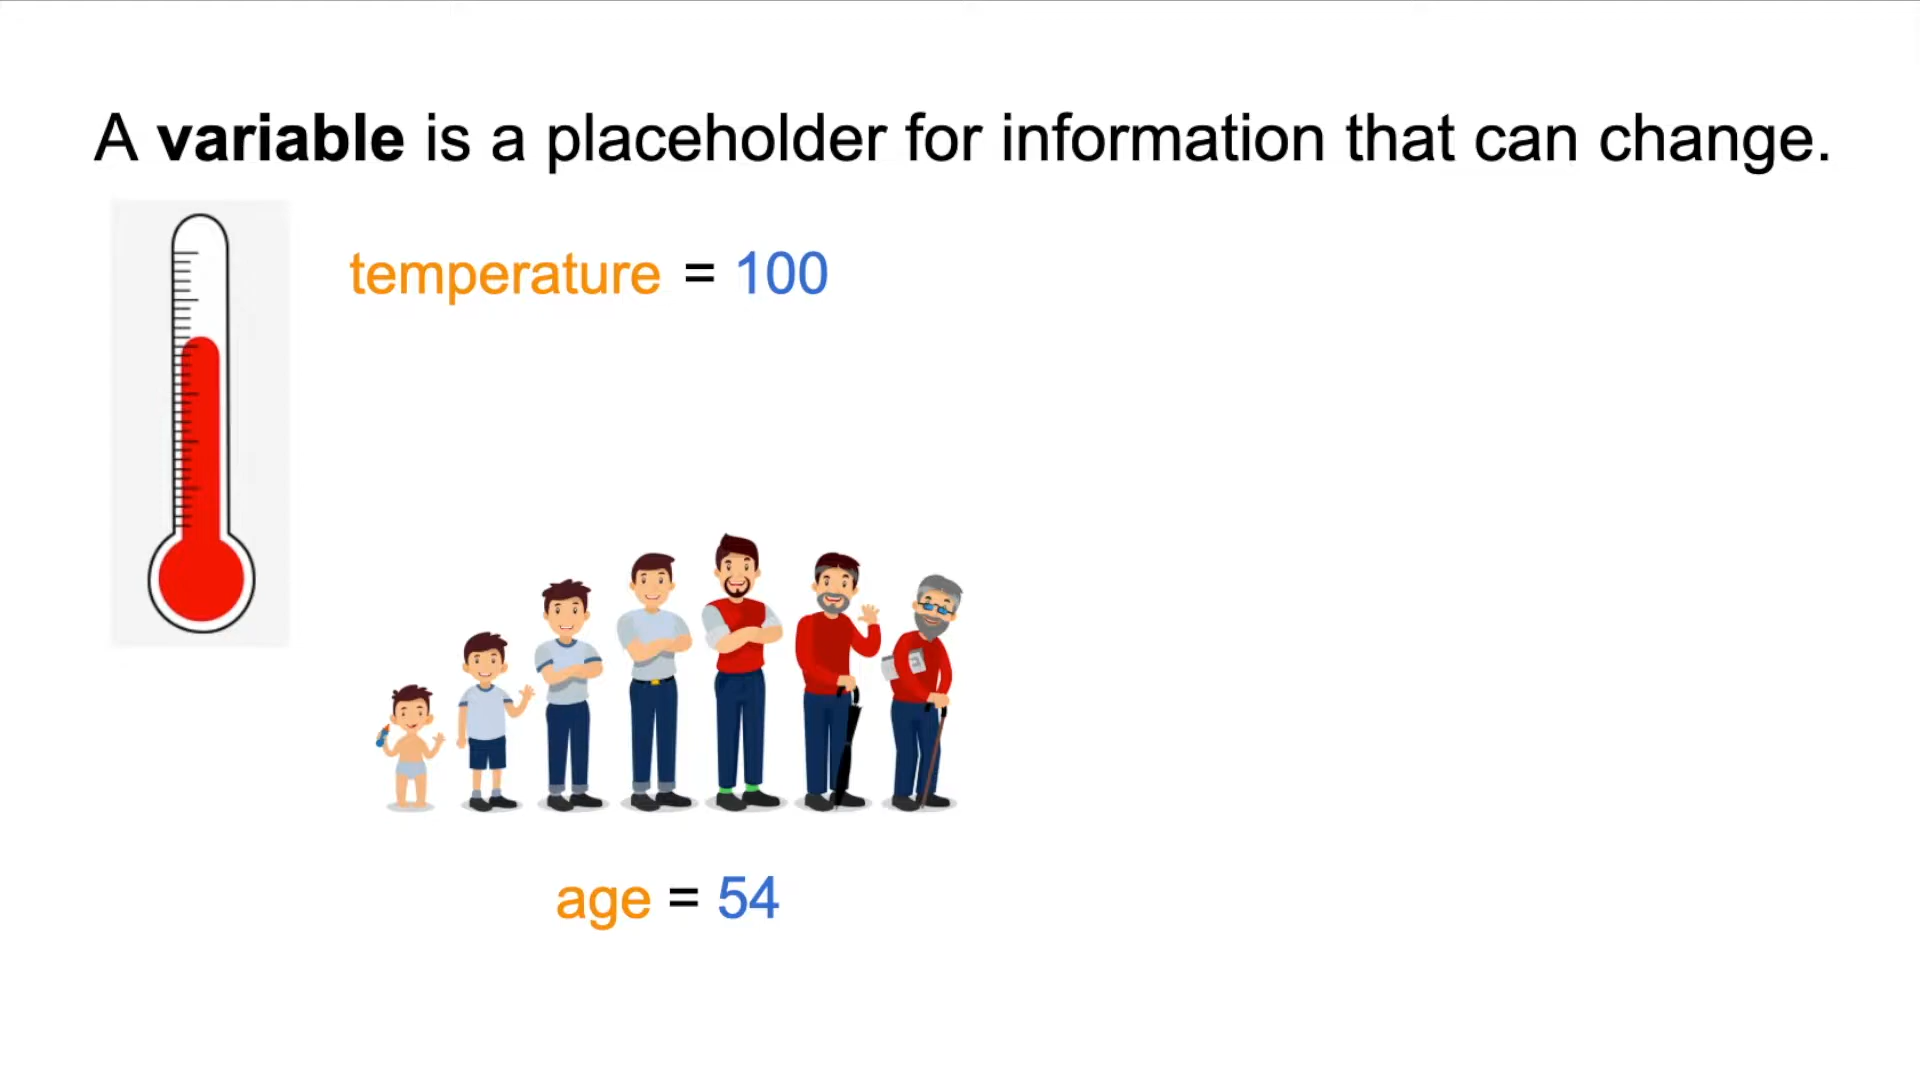 A variable is a placeholder for information that can change.
temperature = 100
age = 54